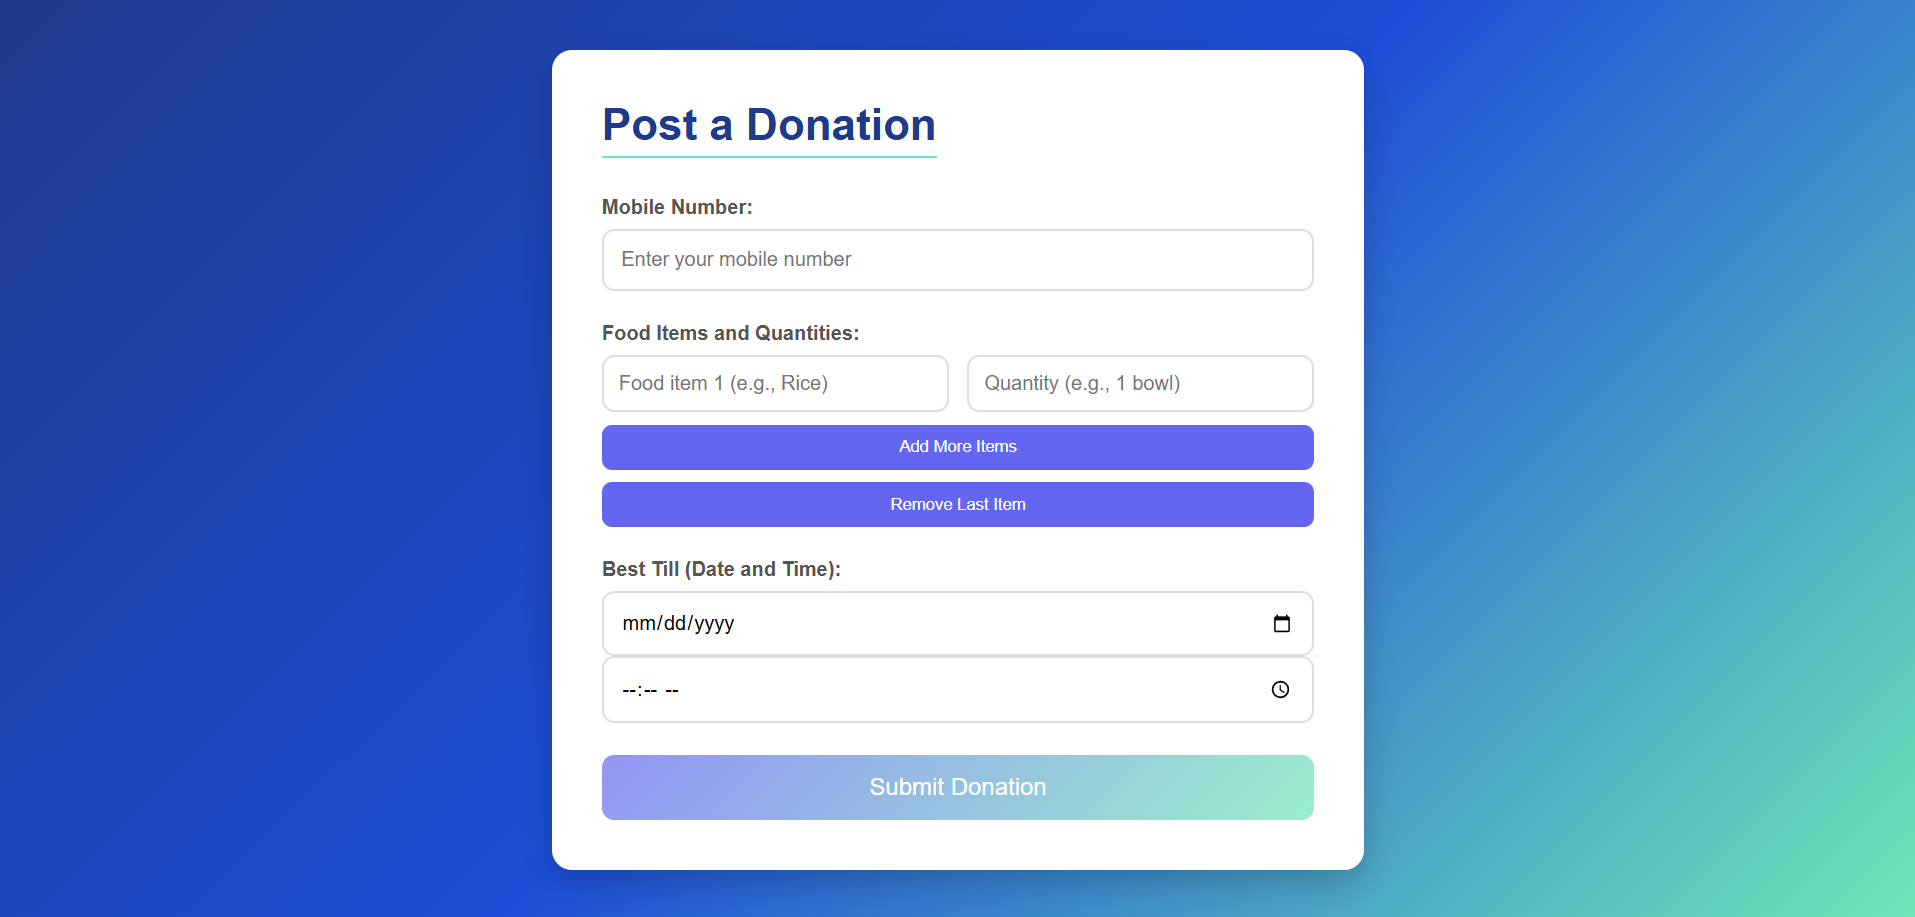 Post a Donation
Mobile Number:
Enter your mobile number
Food Items and Quantities:
Food item 1 (e.g., Rice) Quantity (e.g., 1 bowl)
Add More Items
Remove Last Item
Best Till (Date and Time):
mm/dd/yyyy
--:-- --
Submit Donation